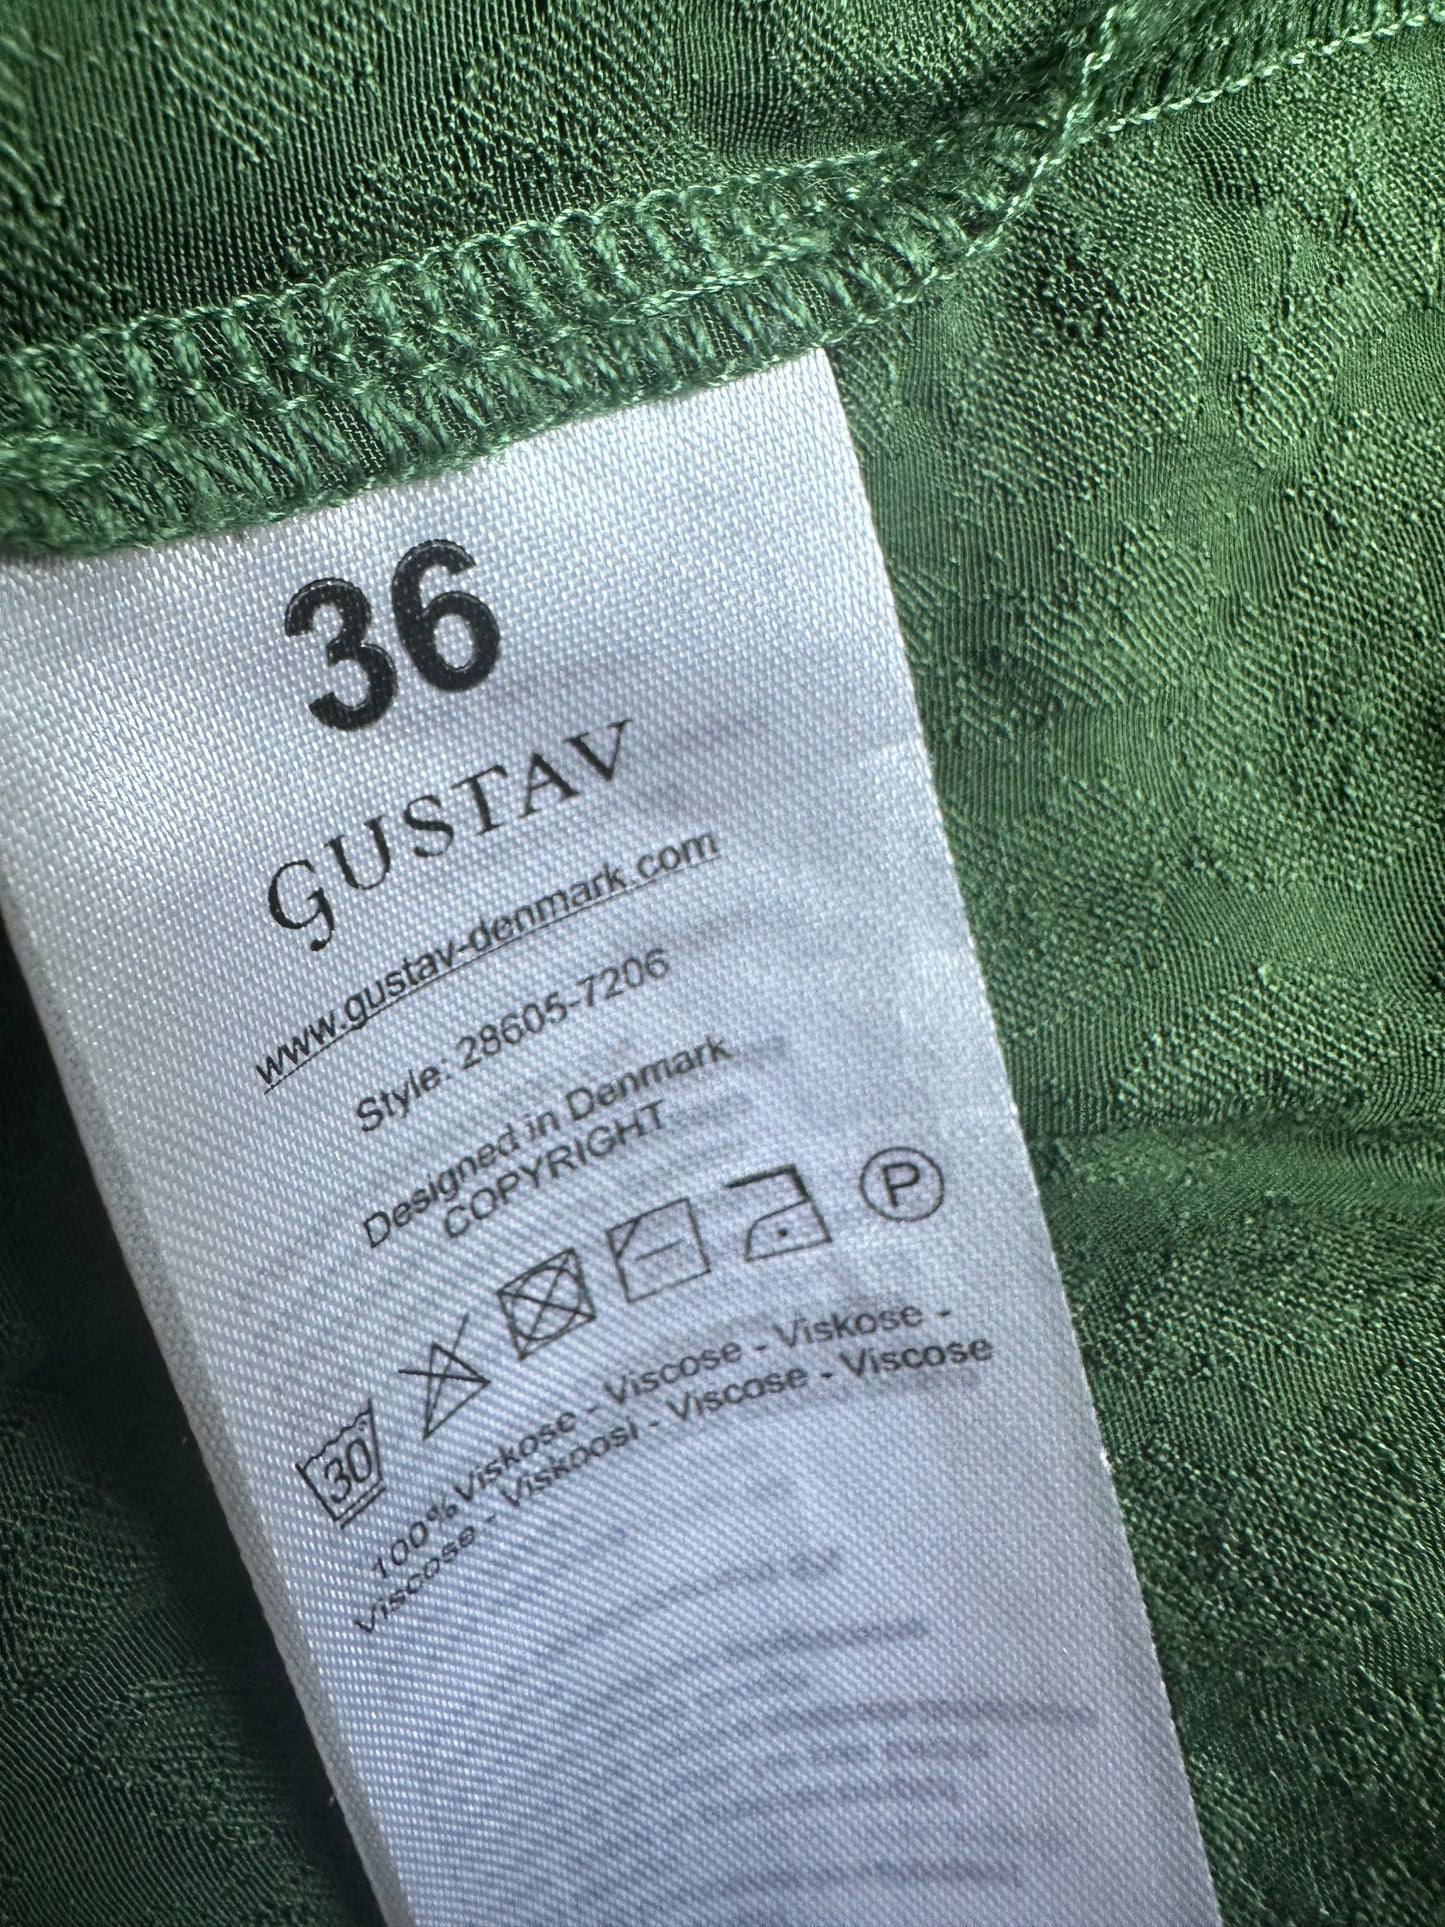 36
GUSTAV
www.gustav-denmark.com
Style: 28605-7206
Designed in Denmark
COPYRIGHT
30 P
100%Viskose - Viscose - Viskose -
Viscose - Viskoosi - Viscose - Viscose